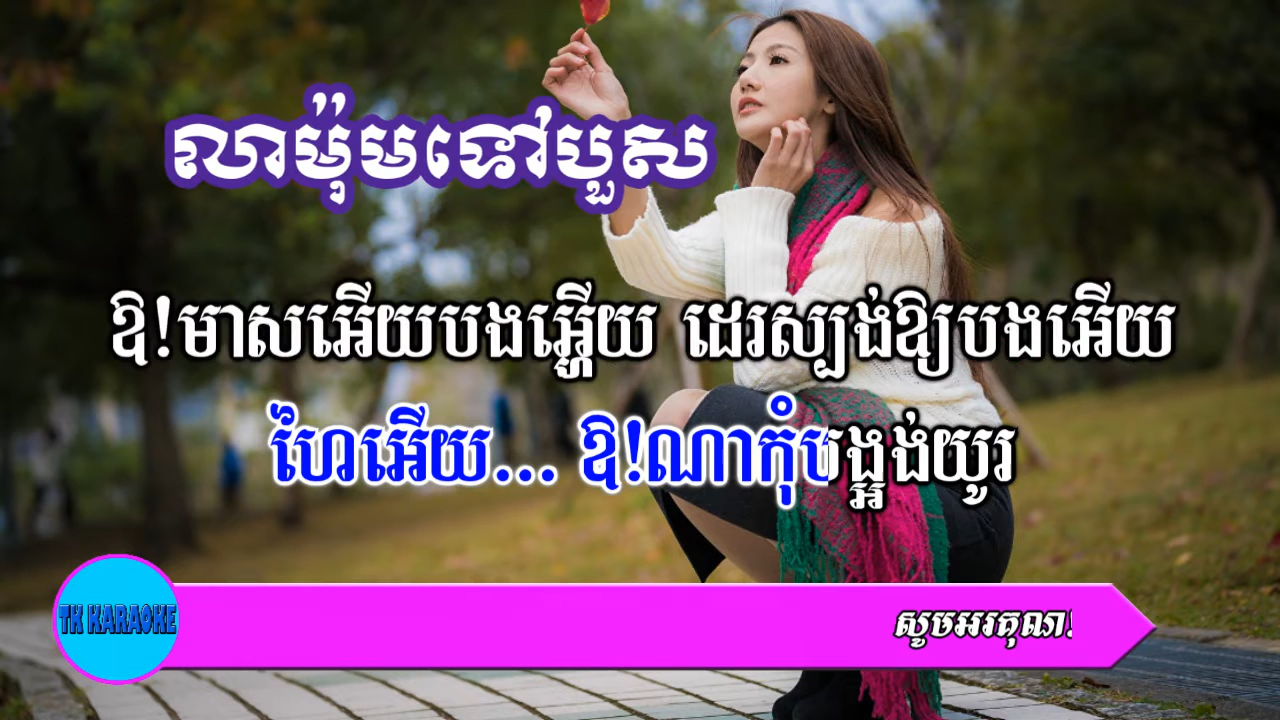 លាម៉ុមទៅបួស
ឱ!មាសអើយបងអ្ហើយ ដេរស្បង់ឱ្យបងអើយ
ហៃអើយ... ឱ!ណាកុំបង្អង់យូរ
TK KARAOKE
សូមអរគុណ!